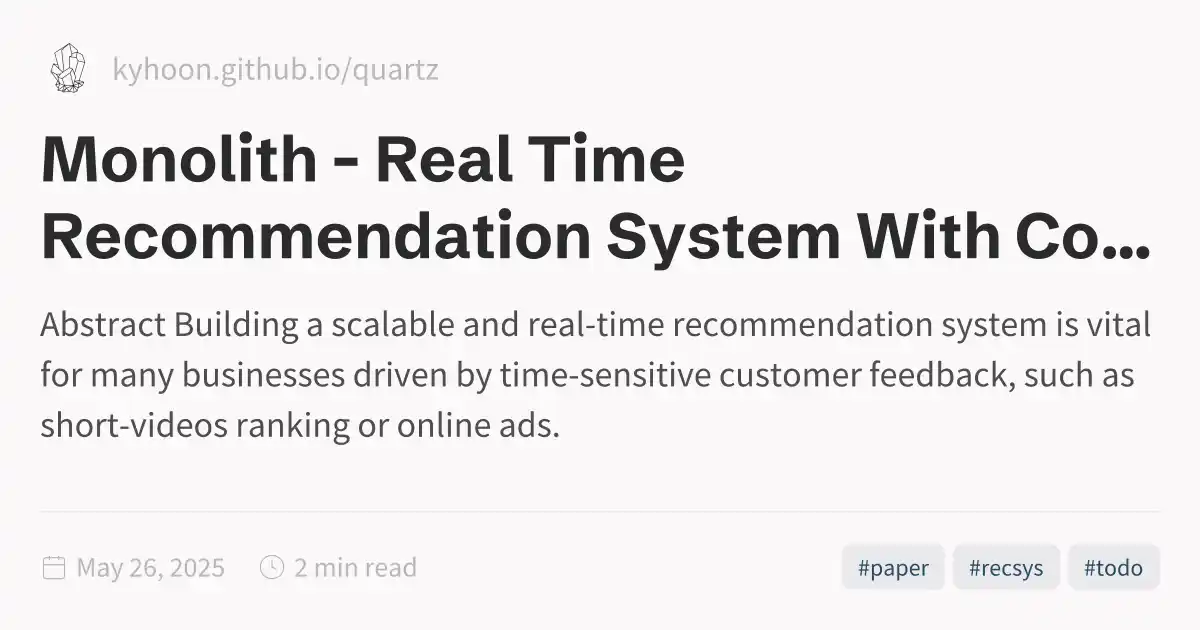 kyhoon.github.io/quartz
Monolith - Real Time
Recommendation System With Co...
Abstract Building a scalable and real-time recommendation system is vital
for many businesses driven by time-sensitive customer feedback, such as
short-videos ranking or online ads.
May 26, 2025 2 min read #paper #recsys #todo